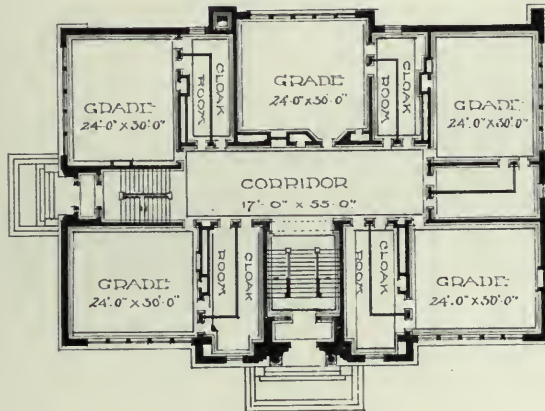 GRADE
24'-0" X 30'-0"
CLOAK
ROOM
GRADE
24'-0" X 30'-0"
CLOAK
ROOM
GRADE
24'-0" X 30'-0"
CORRIDOR
17'-0" X 55'-0"
GRADE
24'-0" X 30'-0"
CLOAK
ROOM
CLOAK
ROOM
GRADE
24'-0" X 30'-0"